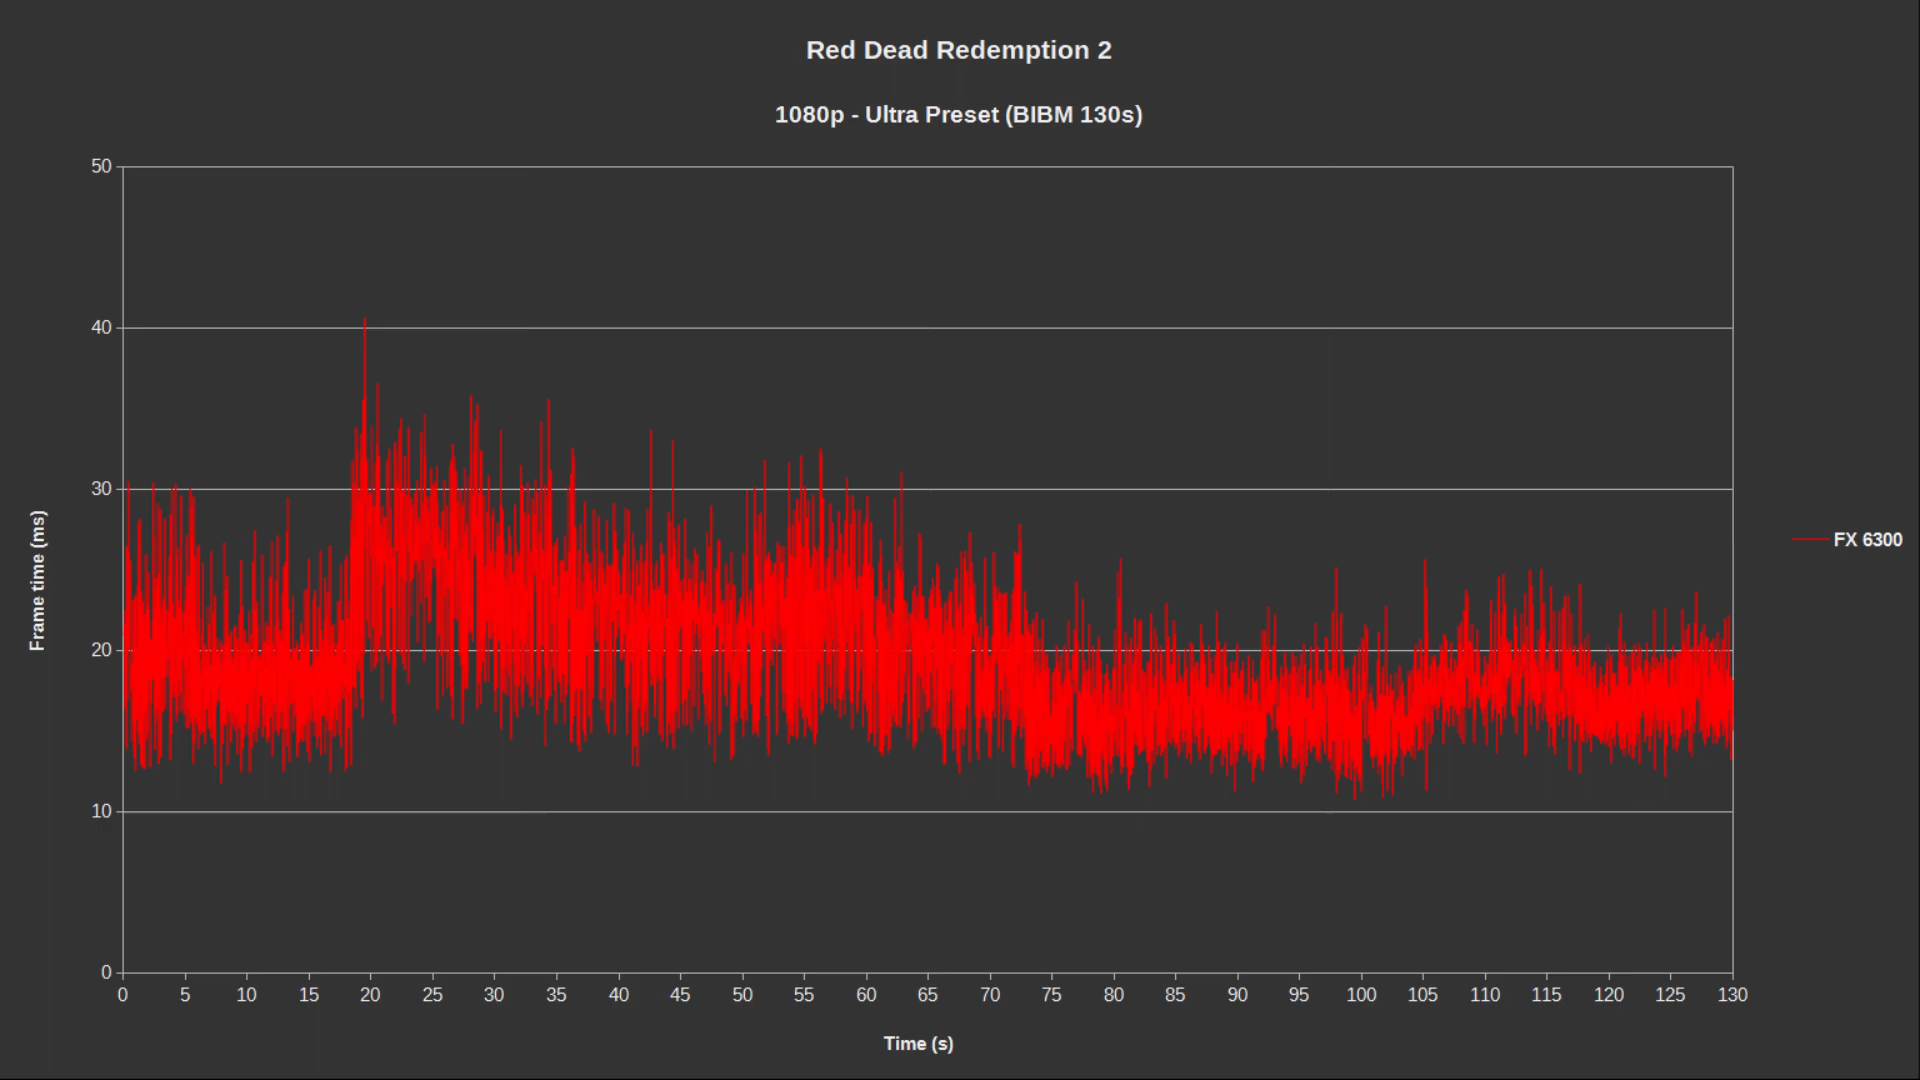 Red Dead Redemption 2
1080p - Ultra Preset (BIBM 130s)
50
40
30
20
10
0
Frame time (ms)
FX 6300
0 5 10 15 20 25 30 35 40 45 50 55 60 65 70 75 80 85 90 95 100 105 110 115 120 125 130
Time (s)